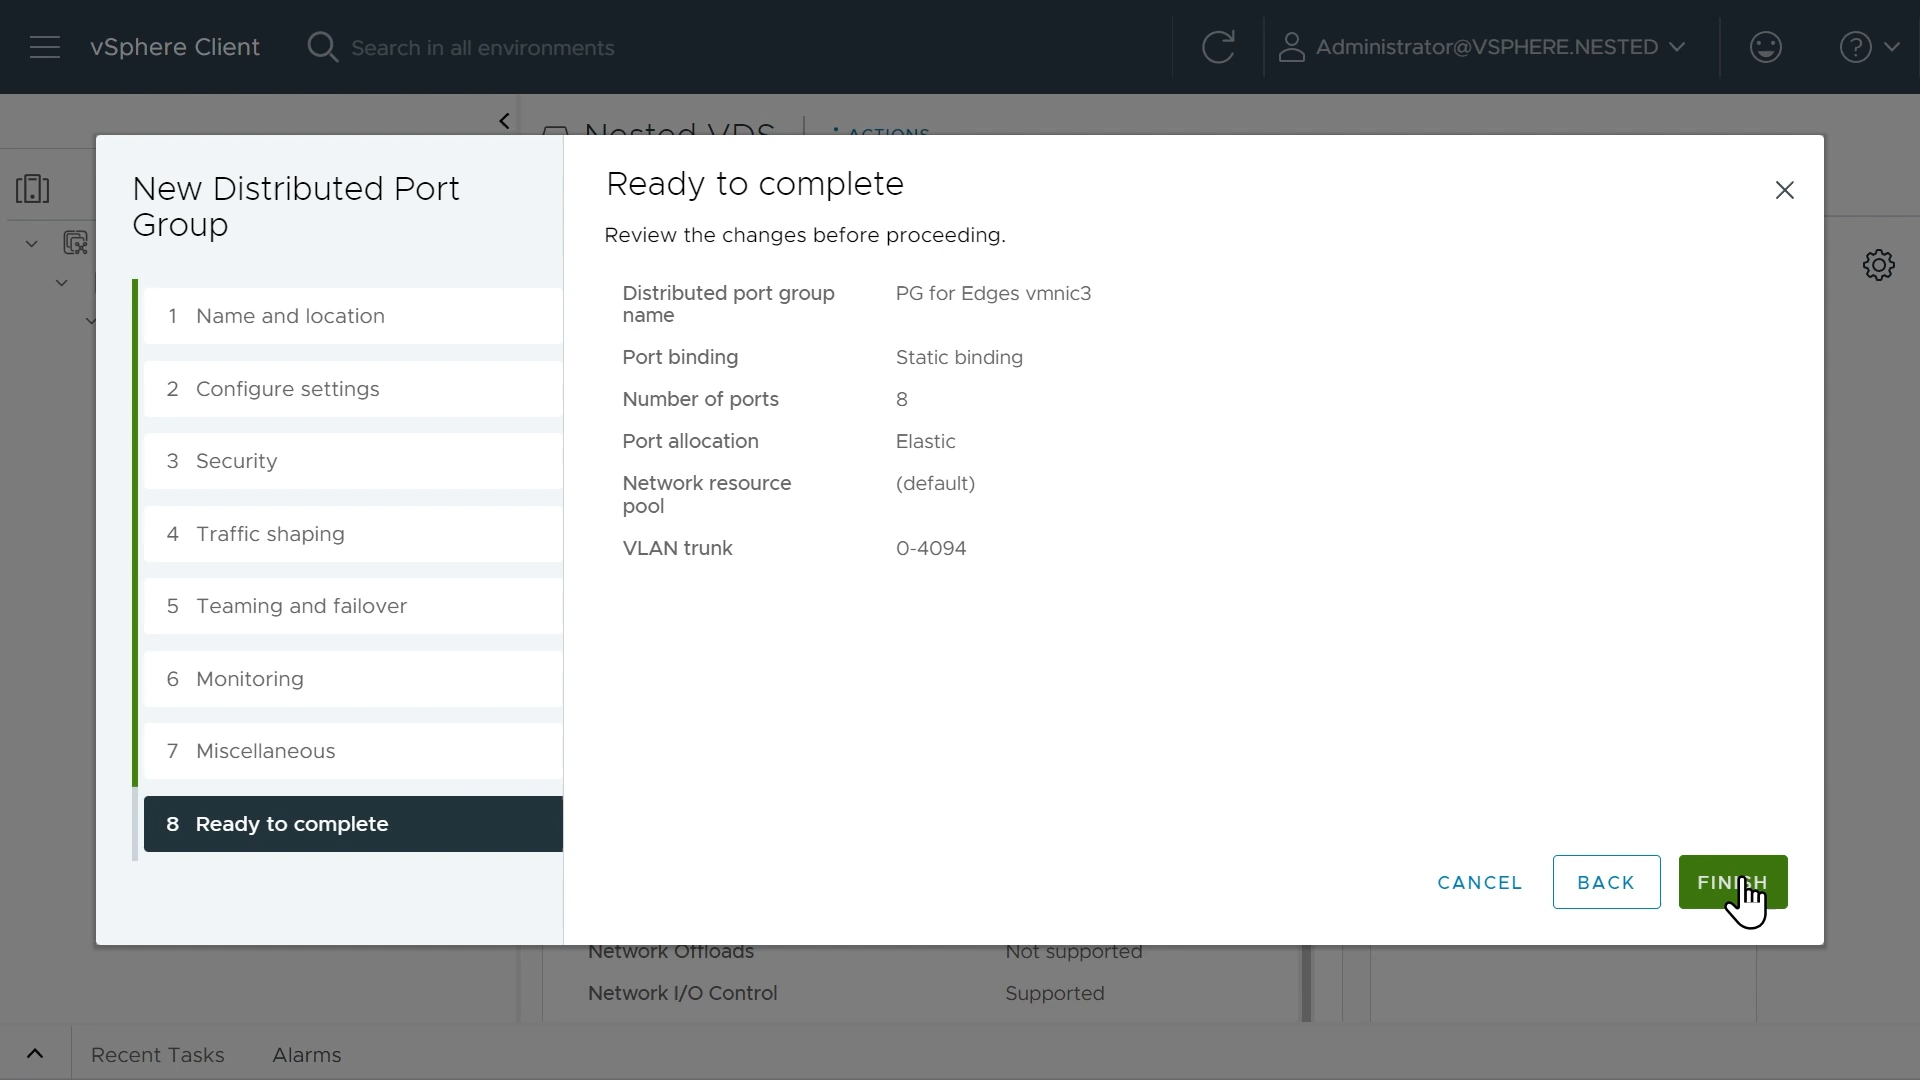 vSphere Client
Search in all environments
Administrator@VSPHERE.NESTED
Nested VDS
ACTIONS
New Distributed Port
Group
1 Name and location
2 Configure settings
3 Security
4 Traffic shaping
5 Teaming and failover
6 Monitoring
7 Miscellaneous
8 Ready to complete
Ready to complete
Review the changes before proceeding.
Distributed port group
name
PG for Edges vmnic3
Port binding
Static binding
Number of ports
8
Port allocation
Elastic
Network resource
pool
(default)
VLAN trunk
0-4094
CANCEL
BACK
FINISH
Network Offloads
Not supported
Network I/O Control
Supported
Recent Tasks
Alarms